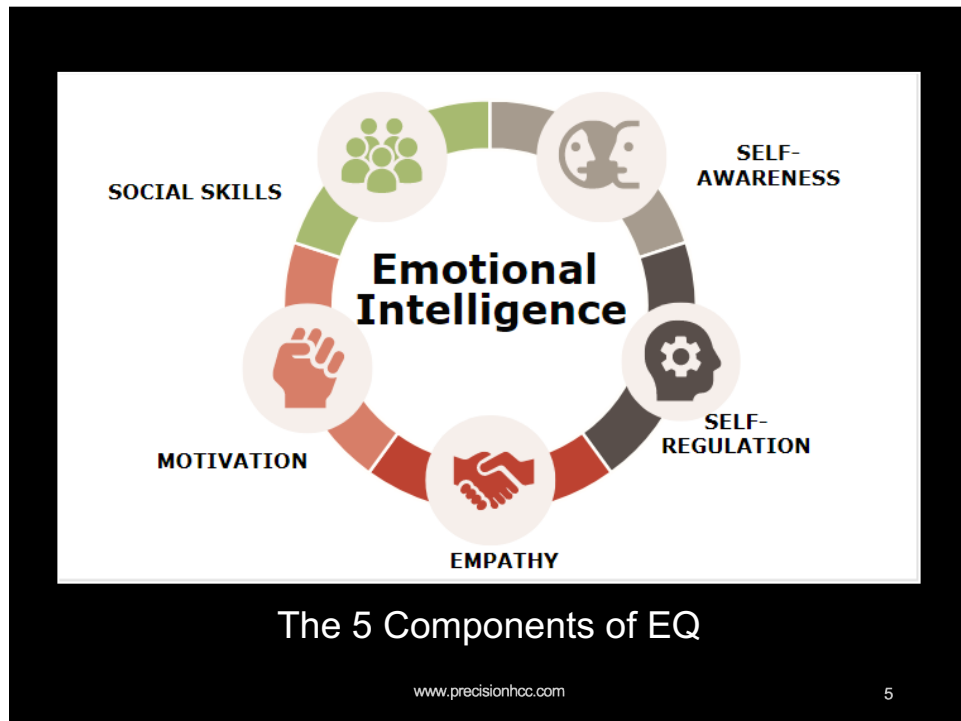 SOCIAL SKILLS
SELF-
AWARENESS
Emotional
Intelligence
MOTIVATION
SELF-
REGULATION
EMPATHY
The 5 Components of EQ
www.precisionhcc.com
5